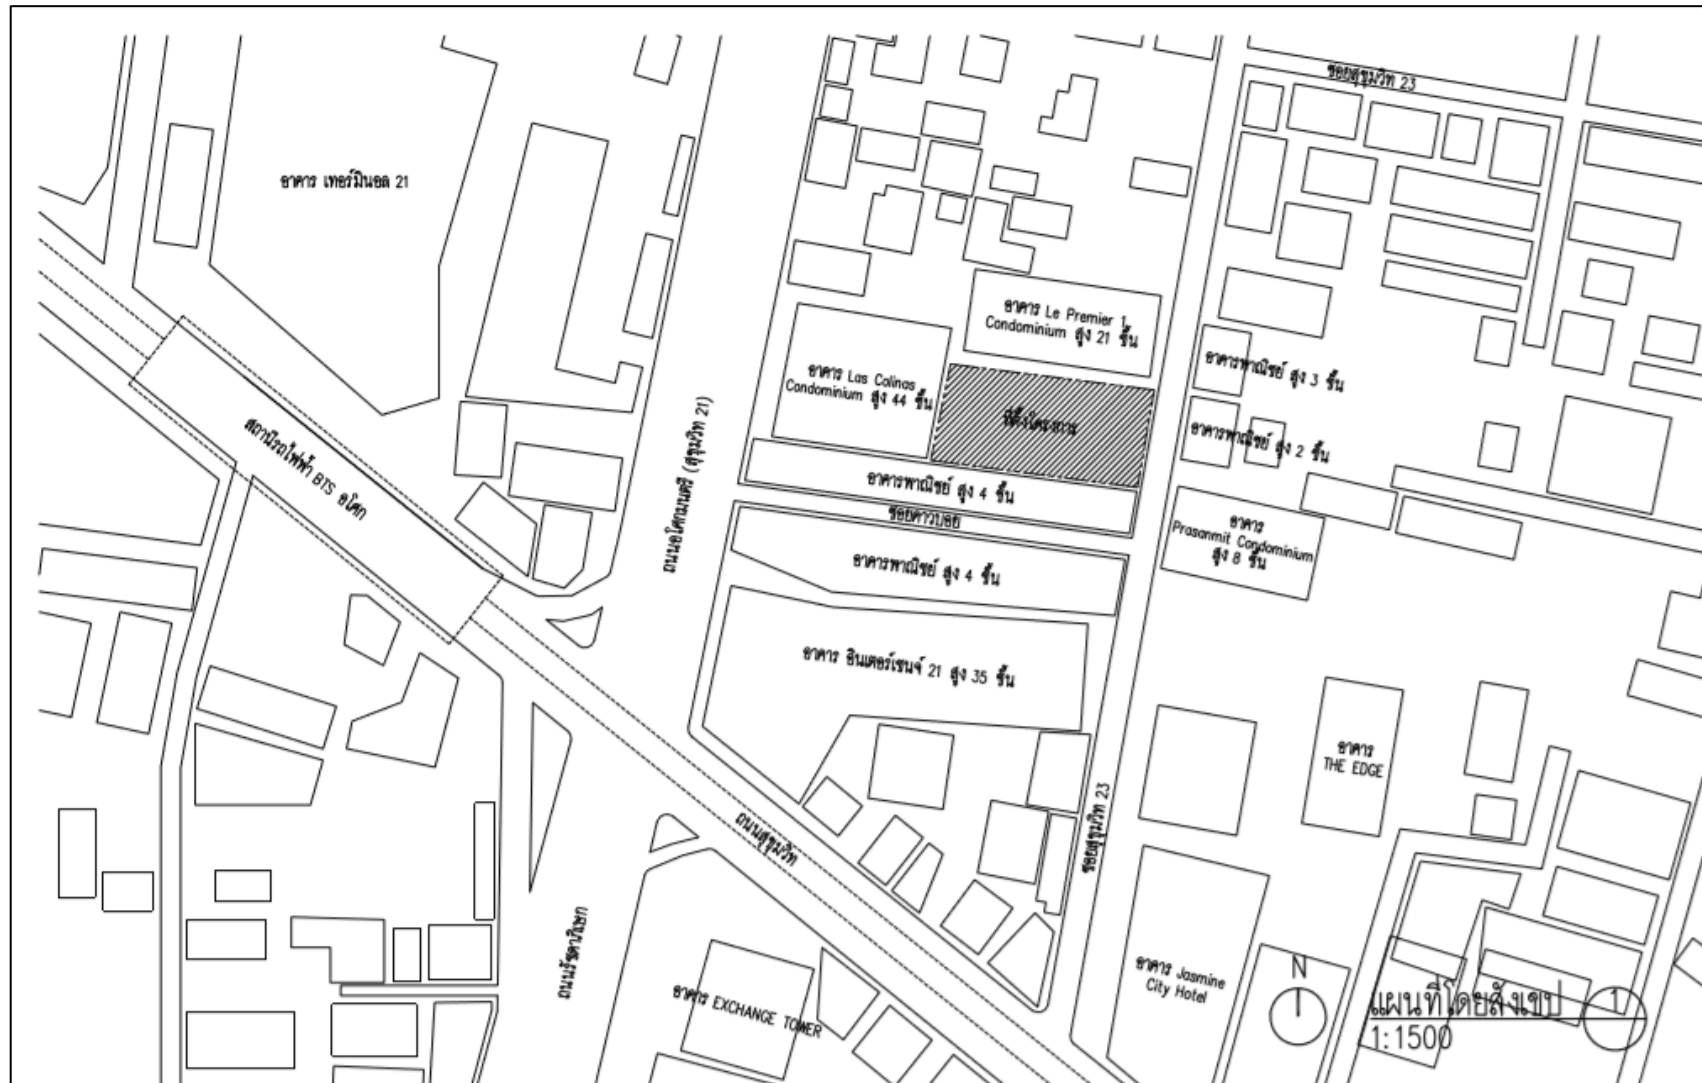 ซอยสุขุมวิท 23
อาคาร เทอร์มินอล 21
อาคาร Le Premier 1
Condominium สูง 21 ชั้น
อาคาร Las Colinas
Condominium สูง 44 ชั้น
ที่ตั้งโครงการ
อาคารพาณิชย์ สูง 3 ชั้น
อาคารพาณิชย์ สูง 2 ชั้น
สถานีรถไฟฟ้า BTS อโศก
ถนนอโศกมนตรี (สุขุมวิท 21)
อาคารพาณิชย์ สูง 4 ชั้น
ซอยคาวบอย
อาคาร
Prasanmit Condominium
สูง 8 ชั้น
อาคารพาณิชย์ สูง 4 ชั้น
อาคาร อินเตอร์เชนจ์ 21 สูง 35 ชั้น
อาคาร
THE EDGE
ถนนสุขุมวิท
ซอยสุขุมวิท 23
ถนนรัชดาภิเษก
อาคาร EXCHANGE TOWER
อาคาร Jasmine
City Hotel
N
แผนที่โดยสังเขป
1
1:1500